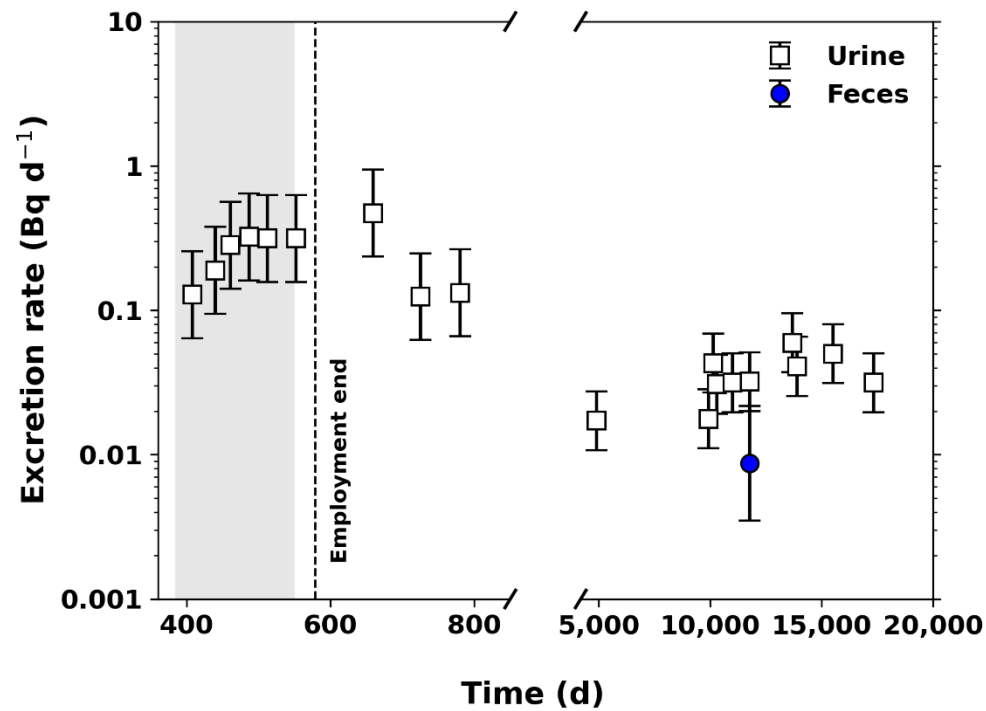 10
1
0.1
0.01
0.001
Excretion rate (Bq d⁻¹)
Urine
Feces
Employment end
400 600 800 5,000 10,000 15,000 20,000
Time (d)